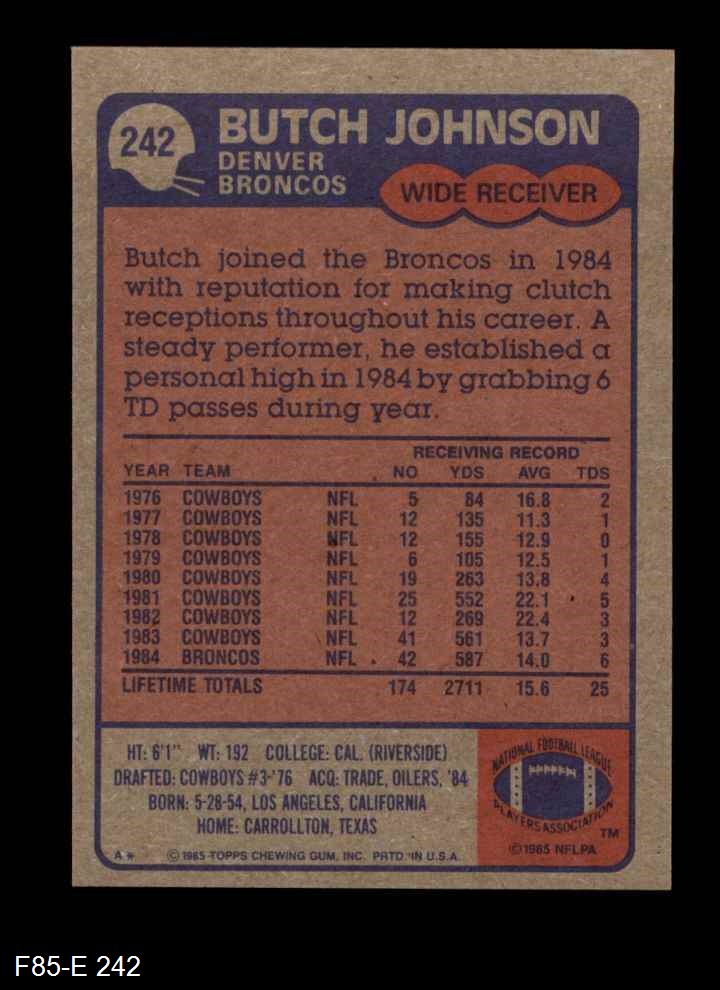 242
BUTCH JOHNSON
DENVER
BRONCOS
WIDE RECEIVER
Butch joined the Broncos in 1984
with reputation for making clutch
receptions throughout his career. A
steady performer, he established a
personal high in 1984 by grabbing 6
TD passes during year.
RECEIVING RECORD
YEAR TEAM NO YDS AVG TDS
1976 COWBOYS NFL 5 84 16.8 2
1977 COWBOYS NFL 12 135 11.3 1
1978 COWBOYS NFL 12 155 12.9 0
1979 COWBOYS NFL 6 105 12.5 1
1980 COWBOYS NFL 19 263 13.8 4
1981 COWBOYS NFL 25 552 22.1 5
1982 COWBOYS NFL 12 269 22.4 3
1983 COWBOYS NFL 41 561 13.7 3
1984 BRONCOS NFL 42 587 14.0 6
LIFETIME TOTALS 174 2711 15.6 25
HT: 6'1" WT: 192 COLLEGE: CAL. (RIVERSIDE)
DRAFTED: COWBOYS #3-'76 ACQ: TRADE, OILERS, '84
BORN: 5-28-54, LOS ANGELES, CALIFORNIA
HOME: CARROLLTON, TEXAS
A* © 1985 TOPPS CHEWING GUM, INC. PRTD. IN U.S.A.
NATIONAL FOOTBALL LEAGUE
PLAYERS ASSOCIATION
TM
© 1985 NFLPA
F85-E 242